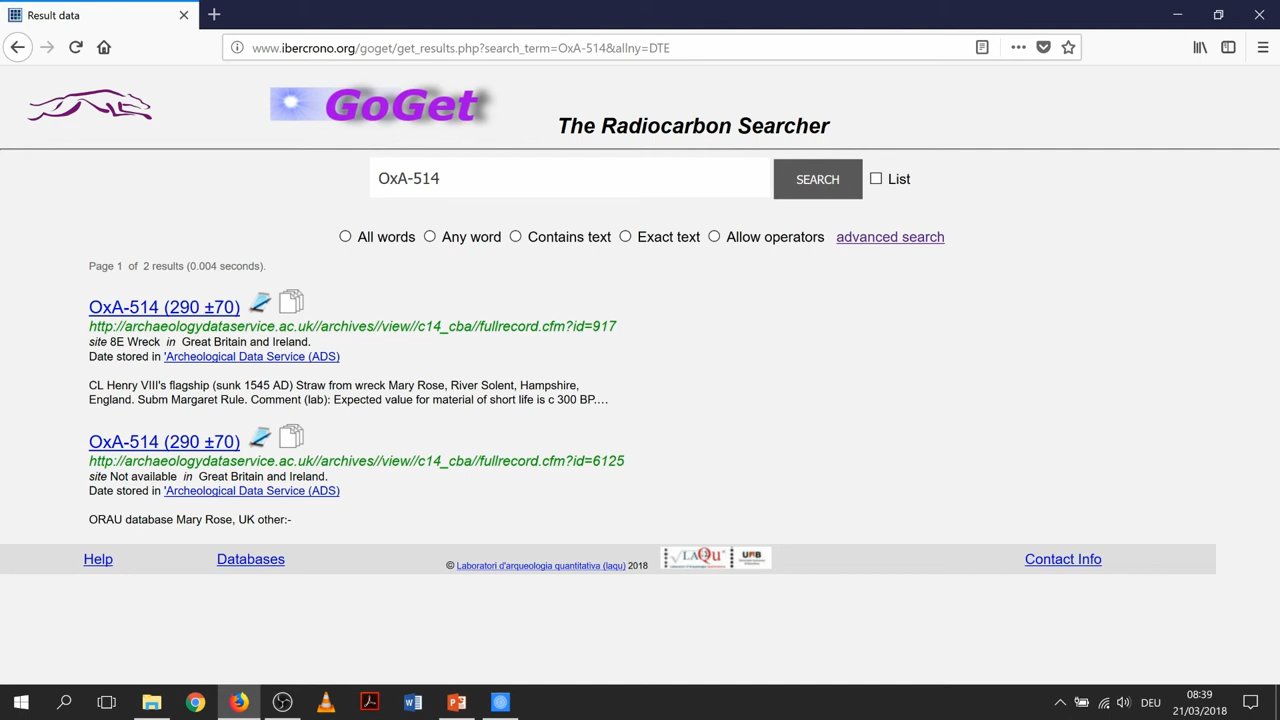 Result data
www.ibercrono.org/goget/get_results.php?search_term=OxA-514&allny=DTE
GoGet
The Radiocarbon Searcher
OxA-514
SEARCH
List
All words Any word Contains text Exact text Allow operators advanced search
Page 1 of 2 results (0.004 seconds).
OxA-514 (290 ±70)
http://archaeologydataservice.ac.uk//archives//view//c14_cba//fullrecord.cfm?id=917
site 8E Wreck in Great Britain and Ireland.
Date stored in 'Archeological Data Service (ADS)
CL Henry VIII's flagship (sunk 1545 AD) Straw from wreck Mary Rose, River Solent, Hampshire,
England. Subm Margaret Rule. Comment (lab): Expected value for material of short life is c 300 BP....
OxA-514 (290 ±70)
http://archaeologydataservice.ac.uk//archives//view//c14_cba//fullrecord.cfm?id=6125
site Not available in Great Britain and Ireland.
Date stored in 'Archeological Data Service (ADS)
ORAU database Mary Rose, UK other:-
Help Databases © Laboratori d'arqueologia quantitativa (laqu) 2018 LAQu UAB Contact Info
DEU
08:39
21/03/2018